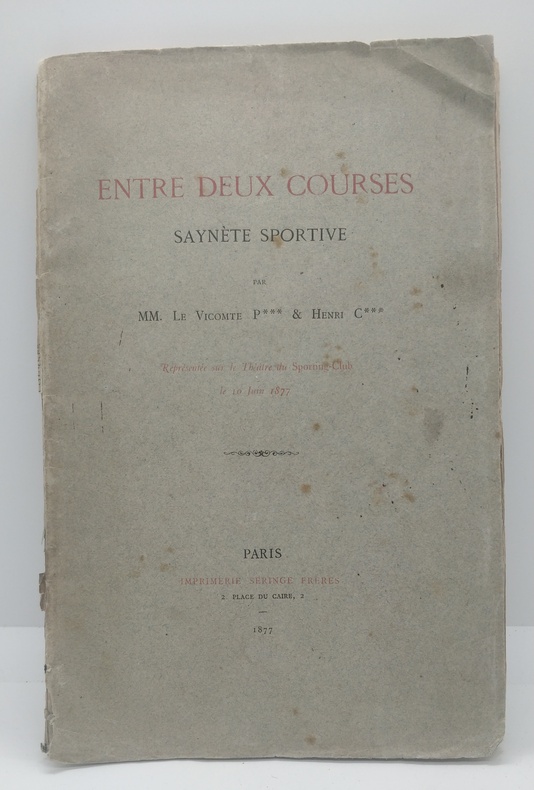 ENTRE DEUX COURSES
SAYNÈTE SPORTIVE
PAR
MM. LE VICOMTE P*** & HENRI C***
Représentée sur le Théâtre du Sporting-Club
le 10 Juin 1877
PARIS
IMPRIMERIE SERINGE FRÈRES
2 PLACE DU CAIRE, 2
1877